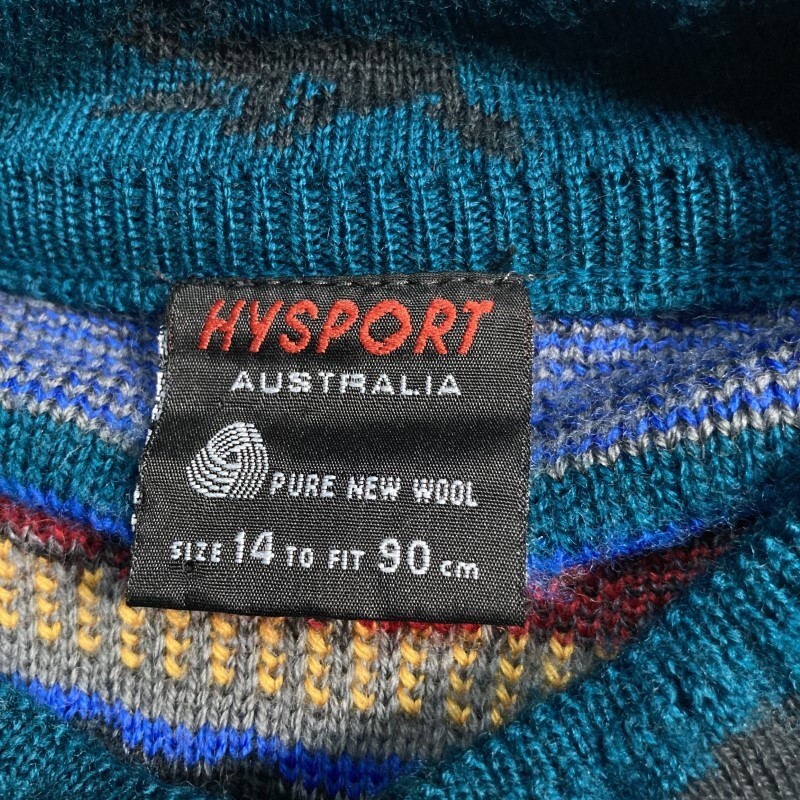 HYSPORT
AUSTRALIA
PURE NEW WOOL
SIZE 14 TO FIT 90 cm